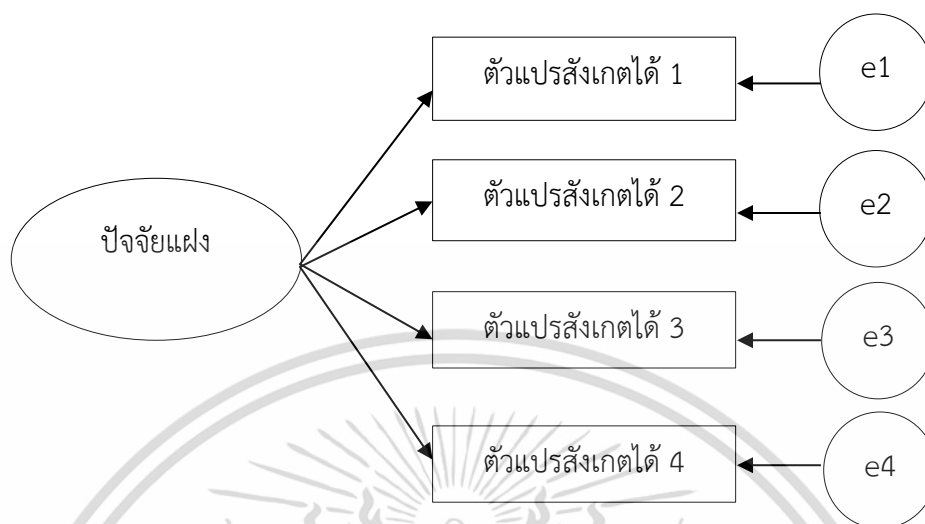 ตัวแปรสังเกตได้ 1
e1
ตัวแปรสังเกตได้ 2
e2
ปัจจัยแฝง
ตัวแปรสังเกตได้ 3
e3
ตัวแปรสังเกตได้ 4
e4